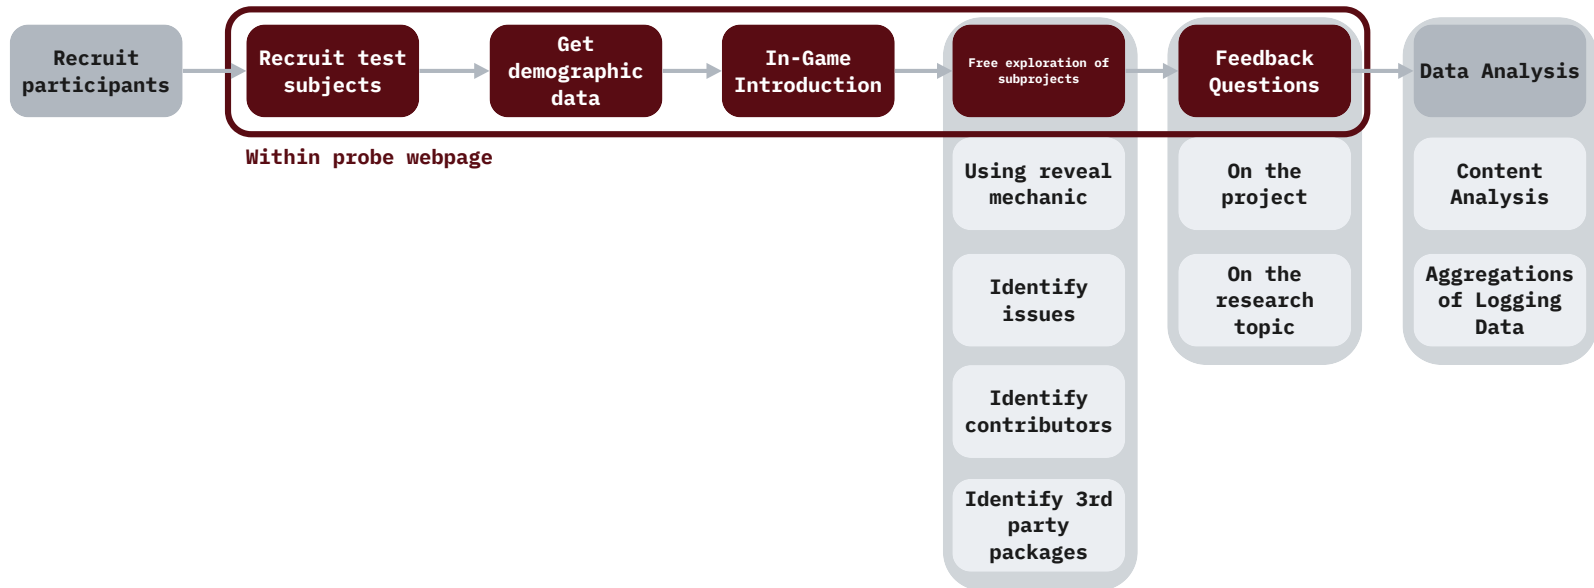 Recruit
participants
Recruit test
subjects
Get
demographic
data
In-Game
Introduction
Free exploration of
subprojects
Feedback
Questions
Data Analysis
Within probe webpage
Using reveal
mechanic
Identify
issues
Identify
contributors
Identify 3rd
party
packages
On the
project
On the
research
topic
Content
Analysis
Aggregations
of Logging
Data